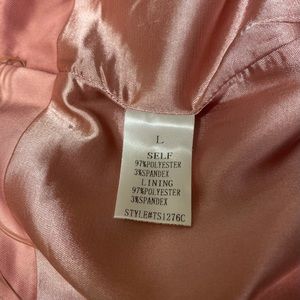 L
SELF
97%POLYESTER
3%SPANDEX
LINING
97%POLYESTER
3%SPANDEX
STYLE#TS1276C